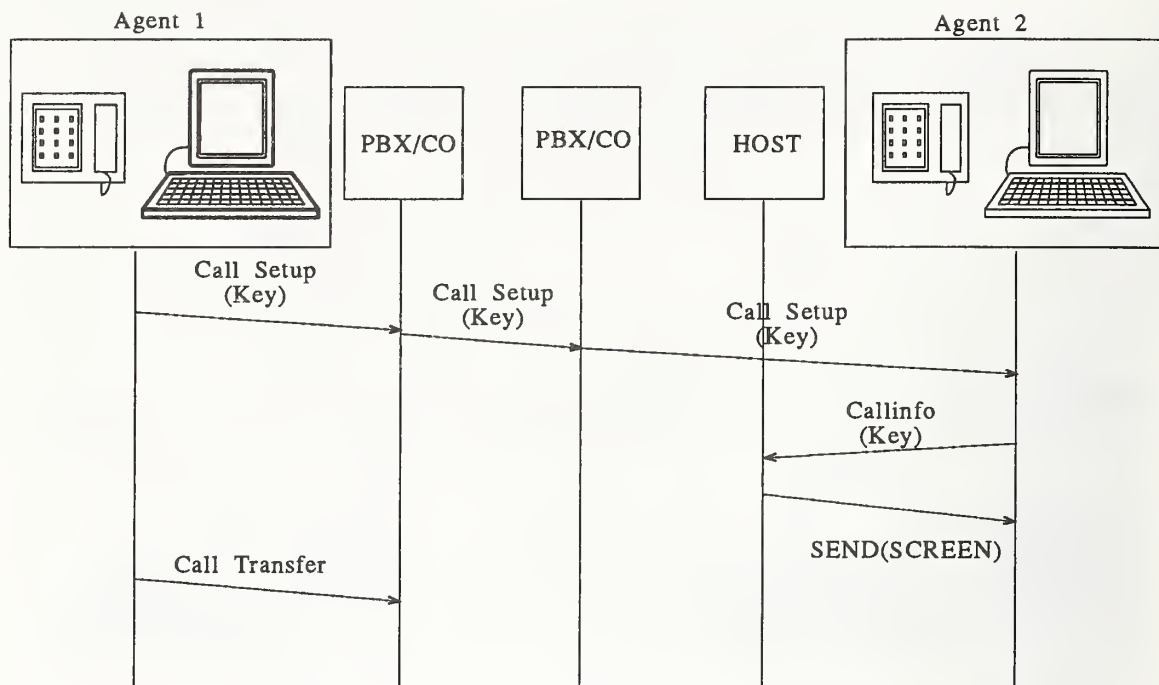 Agent 1
Agent 2
PBX/CO
PBX/CO
HOST
Call Setup
(Key)
Call Setup
(Key)
Call Setup
(Key)
Callinfo
(Key)
SEND(SCREEN)
Call Transfer